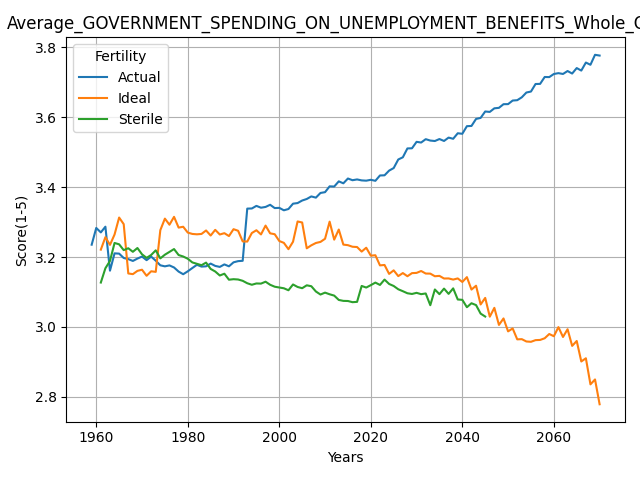 Average_GOVERNMENT_SPENDING_ON_UNEMPLOYMENT_BENEFITS_Whole_
Fertility
Actual
Ideal
Sterile
Score(1-5)
3.8
3.6
3.4
3.2
3.0
2.8
1960 1980 2000 2020 2040 2060
Years